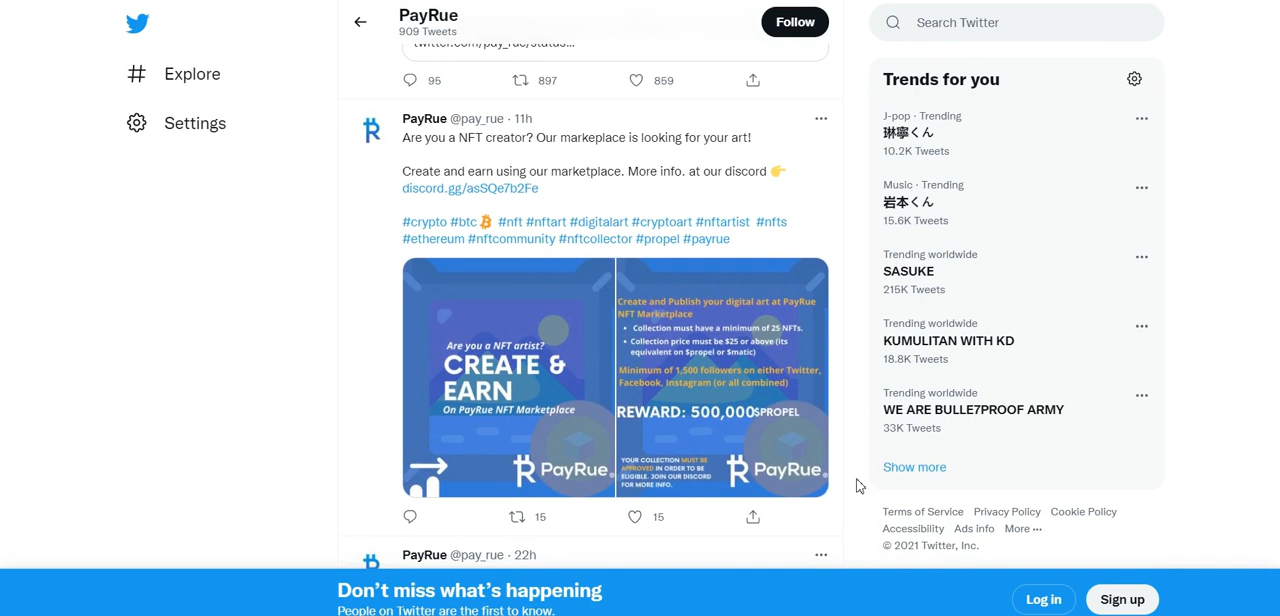 PayRue
909 Tweets
Follow
Search Twitter
Explore
Settings
twitter.com/pay_rue/status...
95
897
859
PayRue @pay_rue · 11h
Are you a NFT creator? Our markeplace is looking for your art!
Create and earn using our marketplace. More info. at our discord 👉
discord.gg/asSQe7b2Fe
#crypto #btc #nft #nftart #digitalart #cryptoart #nftartist #nfts
#ethereum #nftcommunity #nftcollector #propel #payrue
Are you a NFT artist?
CREATE &
EARN
On PayRue NFT Marketplace
PayRue®
Create and Publish your digital art at PayRue
NFT Marketplace
• Collection must have a minimum of 25 NFTs.
• Collection price must be $25 or above (its
equivalent on $propel or $matic)
Minimum of 1,500 followers on either Twitter,
Facebook, Instagram (or all combined)
REWARD: 500,000$PROPEL
YOUR COLLECTION MUST BE
APPROVED IN ORDER TO BE
ELIGIBLE. JOIN OUR DISCORD
FOR MORE INFO.
PayRue®
15
15
PayRue @pay_rue · 22h
Trends for you
J-pop · Trending
琳寧くん
10.2K Tweets
Music · Trending
岩本くん
15.6K Tweets
Trending worldwide
SASUKE
215K Tweets
Trending worldwide
KUMULITAN WITH KD
18.8K Tweets
Trending worldwide
WE ARE BULLE7PROOF ARMY
33K Tweets
Show more
Terms of Service Privacy Policy Cookie Policy
Accessibility Ads info More ···
© 2021 Twitter, Inc.
Don't miss what's happening
People on Twitter are the first to know.
Log in
Sign up